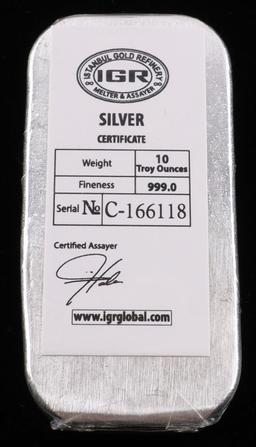 ISTANBUL GOLD REFINERY
IGR
MELTER & ASSAYER
SILVER
CERTIFICATE
Weight 10 Troy Ounces
Fineness 999.0
Serial № C-166118
Certified Assayer
www.igrglobal.com